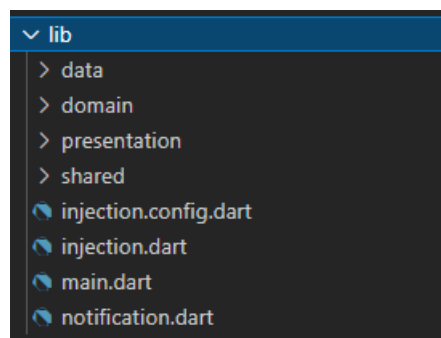 lib
data
domain
presentation
shared
injection.config.dart
injection.dart
main.dart
notification.dart